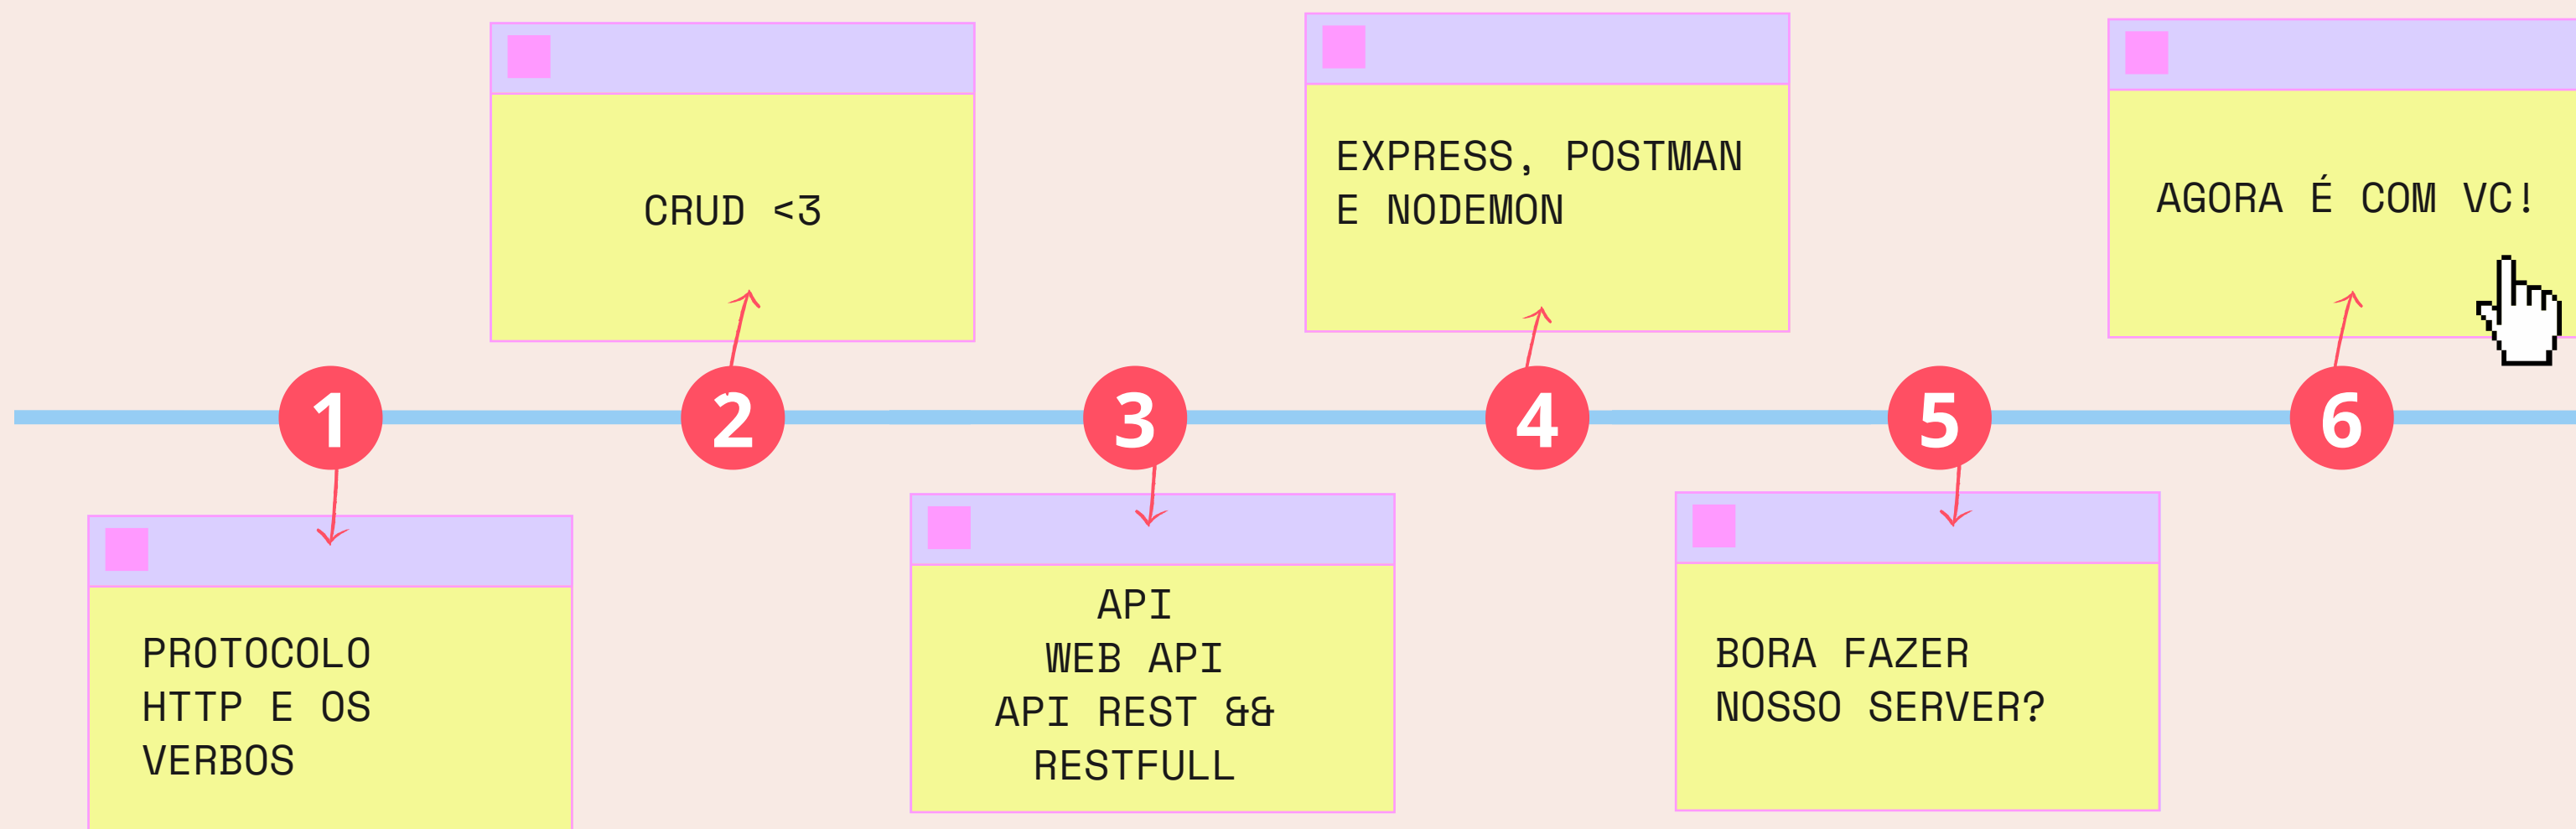 1
PROTOCOLO
HTTP E OS
VERBOS
2
CRUD <3
3
API
WEB API
API REST &&
RESTFULL
4
EXPRESS, POSTMAN
E NODEMON
5
BORA FAZER
NOSSO SERVER?
6
AGORA É COM VC!